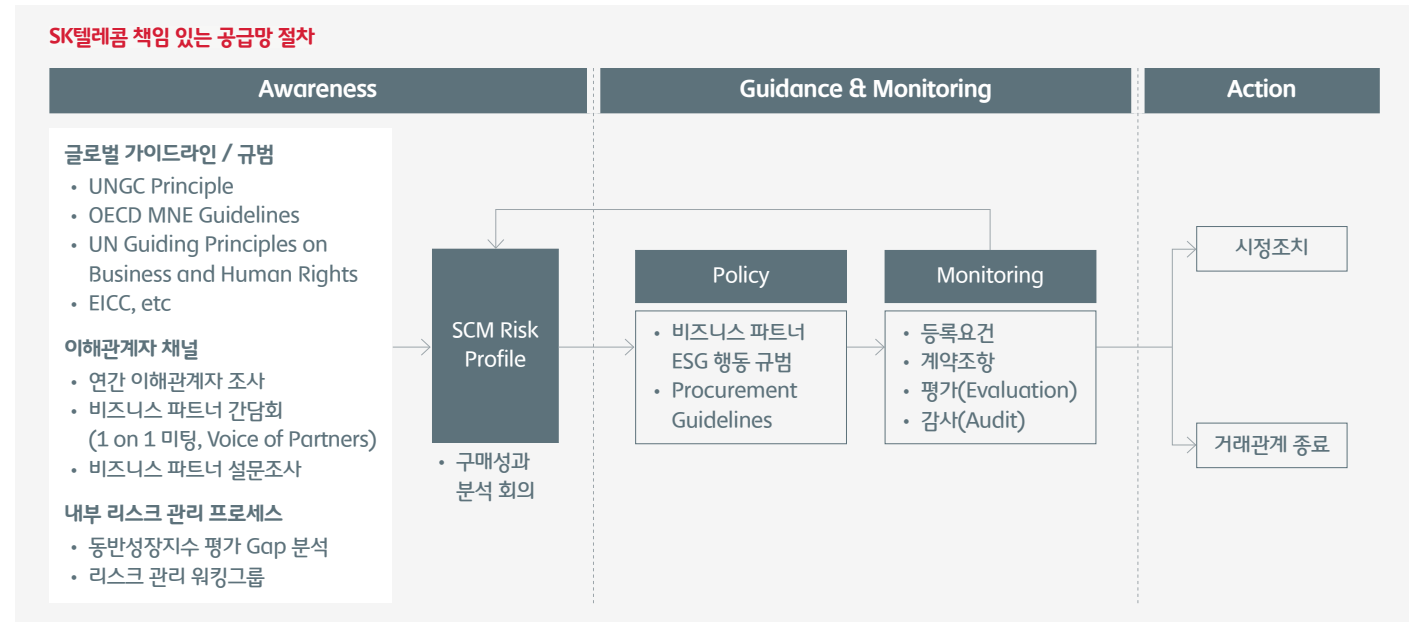 SK텔레콤 책임 있는 공급망 절차
Awareness
Guidance & Monitoring
Action
글로벌 가이드라인 / 규범
• UNGC Principle
• OECD MNE Guidelines
• UN Guiding Principles on
Business and Human Rights
• EICC, etc
이해관계자 채널
• 연간 이해관계자 조사
• 비즈니스 파트너 간담회
(1 on 1 미팅, Voice of Partners)
• 비즈니스 파트너 설문조사
내부 리스크 관리 프로세스
• 동반성장지수 평가 Gap 분석
• 리스크 관리 워킹그룹
SCM Risk
Profile
• 구매성과
분석 회의
Policy
• 비즈니스 파트너
ESG 행동 규범
• Procurement
Guidelines
Monitoring
• 등록요건
• 계약조항
• 평가(Evaluation)
• 감사(Audit)
시정조치
거래관계 종료